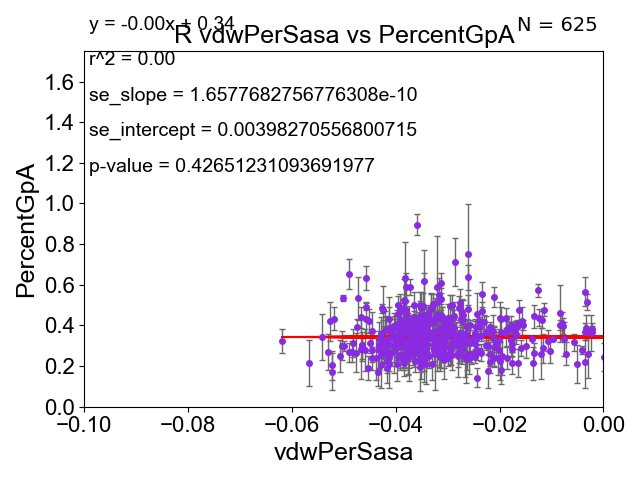 y = -0.00x + 0.34
N = 625
R vdwPerSasa vs PercentGpA
r^2 = 0.00
se_slope = 1.6577682756776308e-10
se_intercept = 0.00398270556800715
p-value = 0.42651231093691977
1.6
1.4
1.2
1.0
0.8
0.6
0.4
0.2
0.0
PercentGpA
−0.10
−0.08
−0.06
−0.04
−0.02
0.00
vdwPerSasa